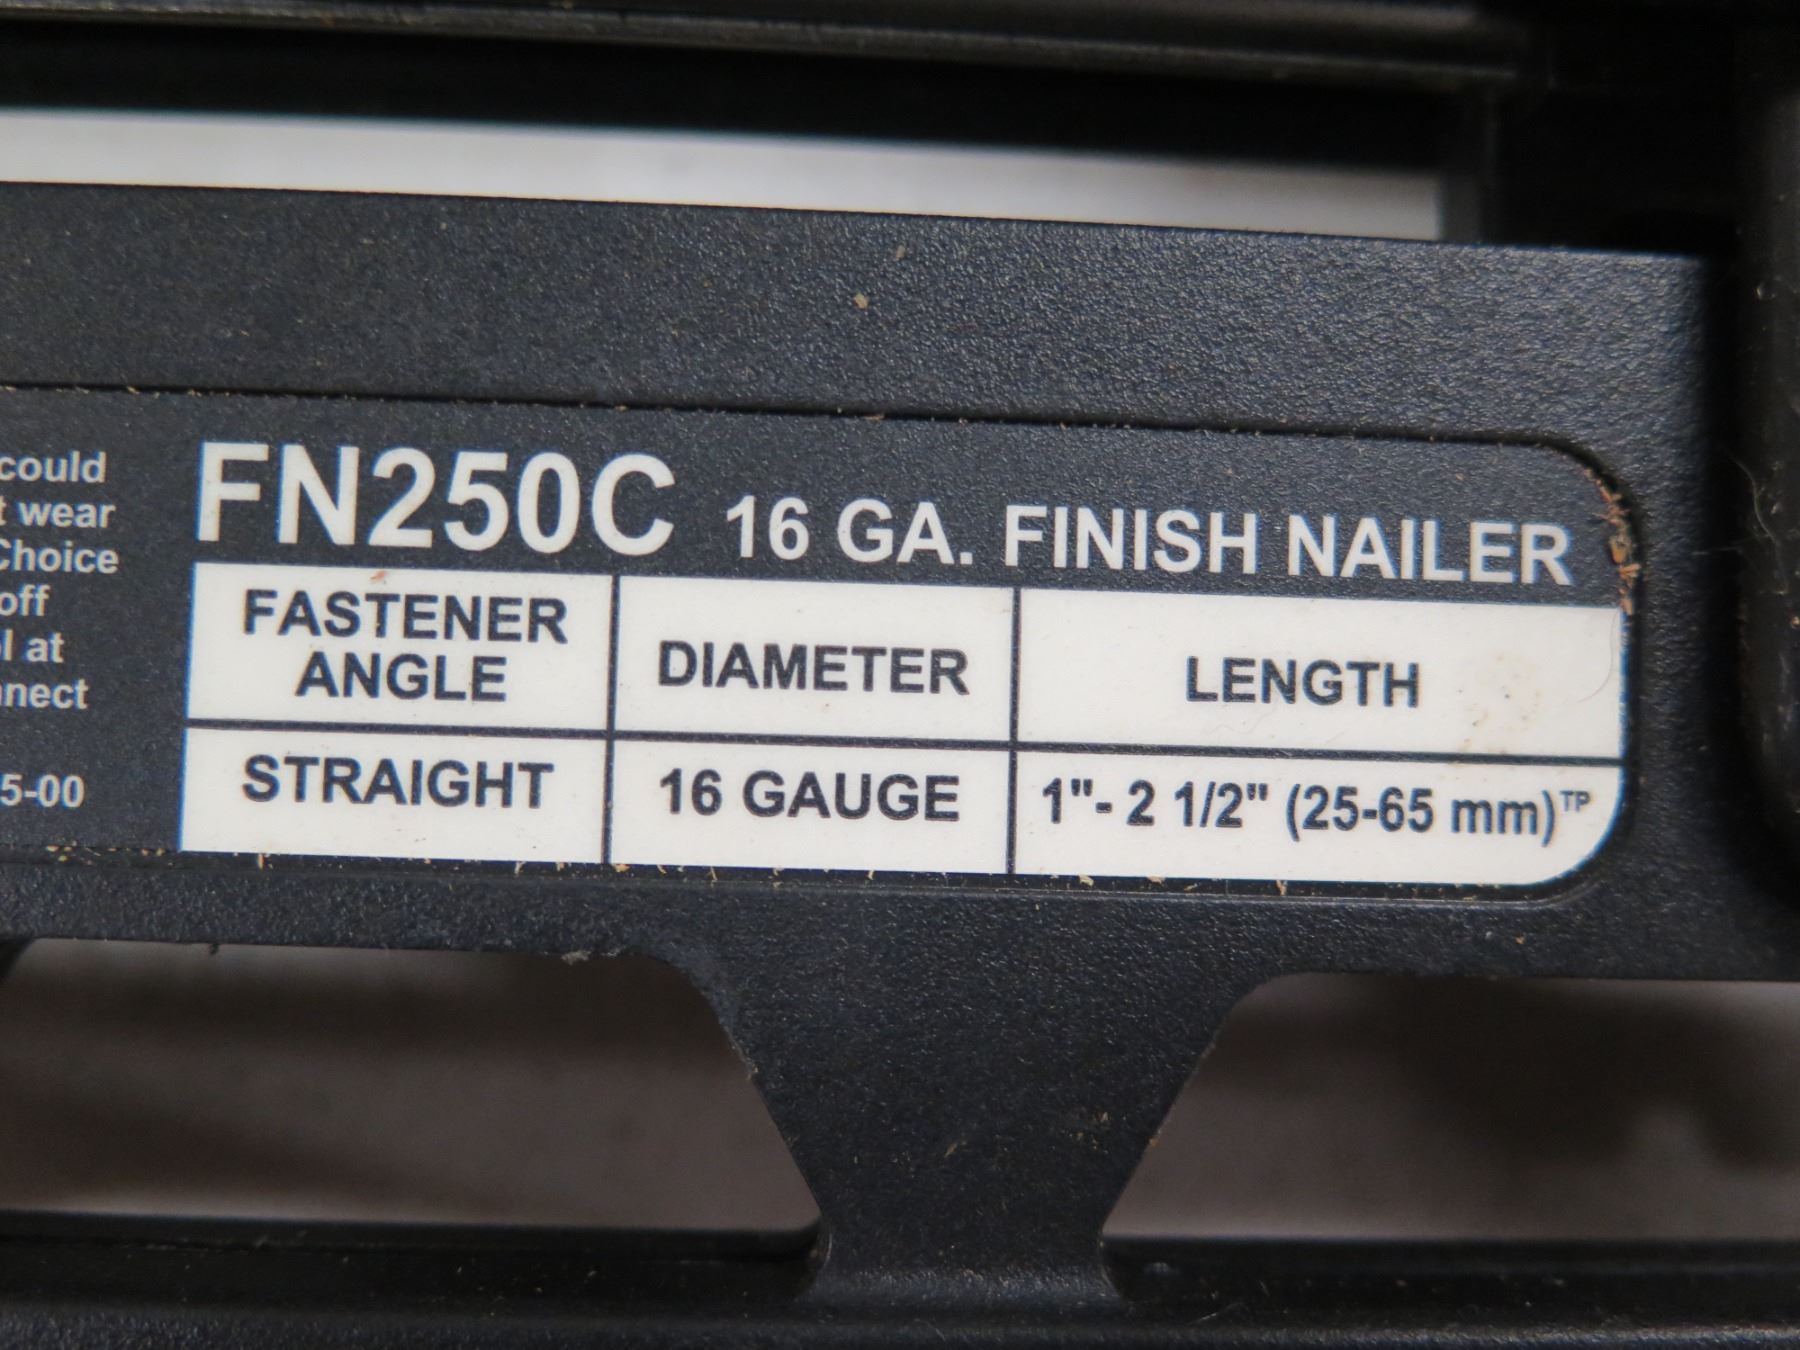 could
wear
Choice
off
at
nnect
5-00
FN250C 16 GA. FINISH NAILER
FASTENER ANGLE DIAMETER LENGTH
STRAIGHT 16 GAUGE 1"- 2 1/2" (25-65 mm)TP